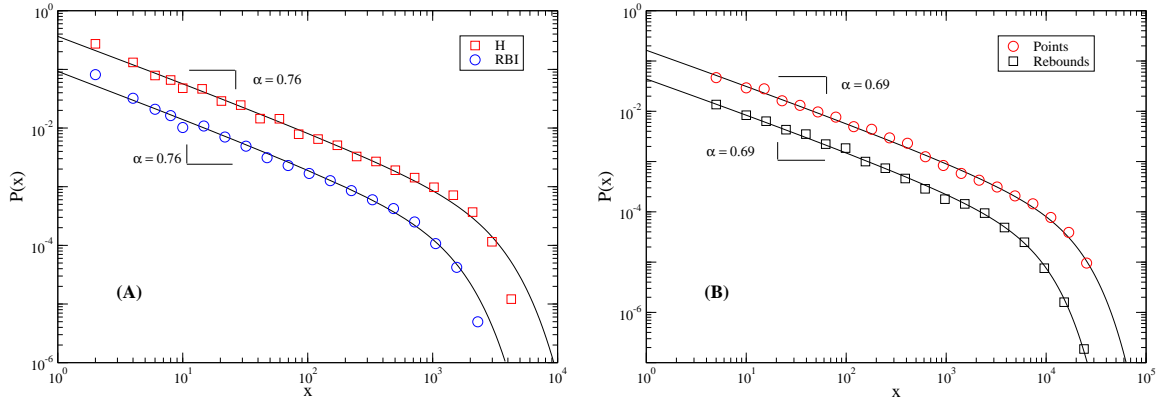 10^0
10^-2
10^-4
10^-6
P(x)
H
RBI
α = 0.76
α = 0.76
(A)
10^0
10^1
10^2
10^3
10^4
x
10^0
10^-2
10^-4
10^-6
P(x)
Points
Rebounds
α = 0.69
α = 0.69
(B)
10^0
10^1
10^2
10^3
10^4
10^5
x